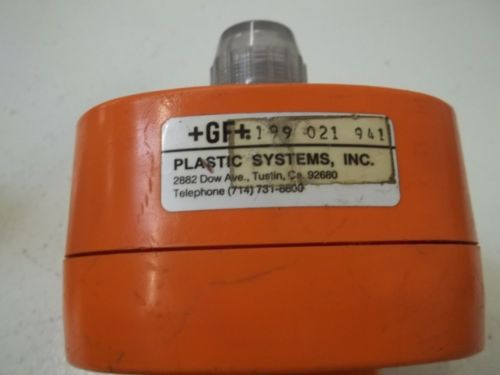 +GF+ 199 021 941
PLASTIC SYSTEMS, INC.
2882 Dow Ave., Tustin, Ca. 92680
Telephone (714) 731-8800